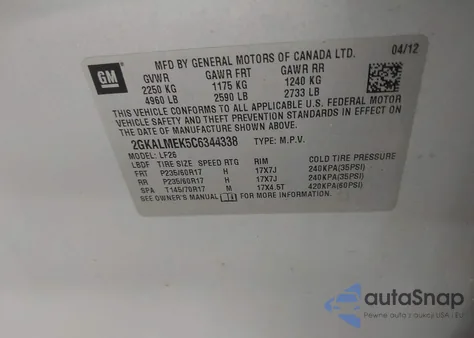 GM
MFD BY GENERAL MOTORS OF CANADA LTD.
04/12
GVWR GAWR FRT GAWR RR
2250 KG 1175 KG 1240 KG
4960 LB 2590 LB 2733 LB
THIS VEHICLE CONFORMS TO ALL APPLICABLE U.S. FEDERAL MOTOR
VEHICLE SAFETY AND THEFT PREVENTION STANDARDS IN EFFECT ON
THE DATE OF MANUFACTURE SHOWN ABOVE.
2GKALMEK5C6344338 TYPE: M.P.V.
MODEL: LF26
LBDF TIRE SIZE SPEED RTG RIM COLD TIRE PRESSURE
FRT P235/60R17 H 17X7J 240KPA(35PSI)
RR P235/60R17 H 17X7J 240KPA(35PSI)
SPA T145/70R17 M 17X4.5T 420KPA(60PSI)
SEE OWNER'S MANUAL FOR MORE INFORMATION.
autoSnap
Pewne auto z USA i EU